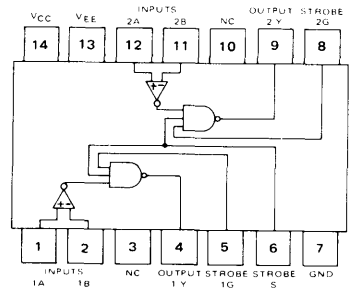 INPUTS OUTPUT STROBE
VCC VEE 2A 2B NC 2Y 2G
14 13 12 11 10 9 8
+ -
+ -
1 2 3 4 5 6 7
INPUTS NC OUTPUT STROBE STROBE GND
1A 1B 1Y 1G S